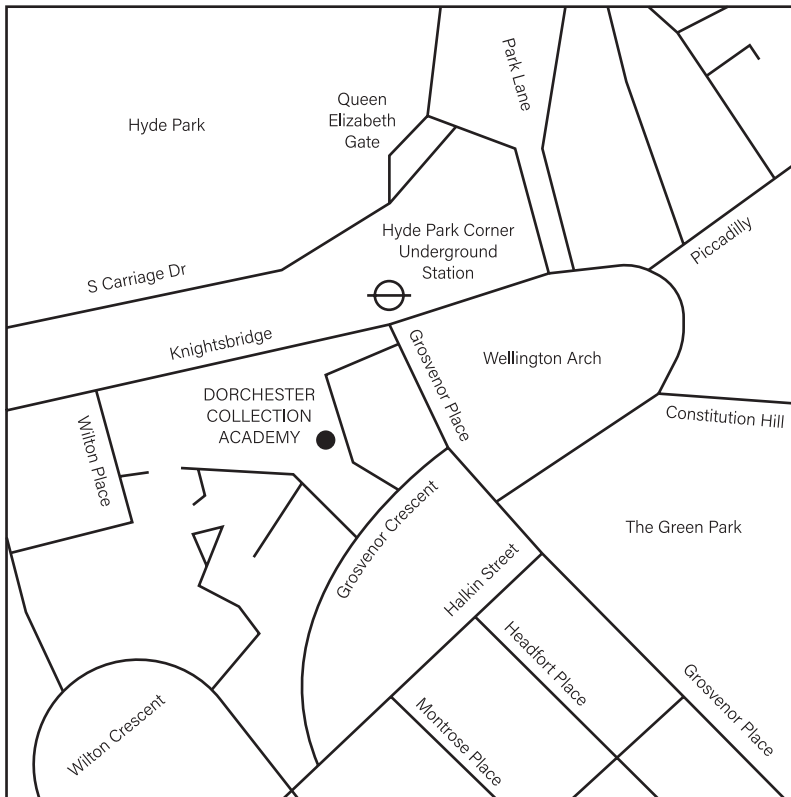 Park Lane
Queen
Elizabeth
Gate
Hyde Park
Hyde Park Corner
Underground
Station
Piccadilly
S Carriage Dr
Knightsbridge
Grosvenor Place
Wellington Arch
DORCHESTER
COLLECTION
ACADEMY
Constitution Hill
Wilton Place
Grosvenor Crescent
The Green Park
Halkin Street
Headfort Place
Grosvenor Place
Montrose Place
Wilton Crescent